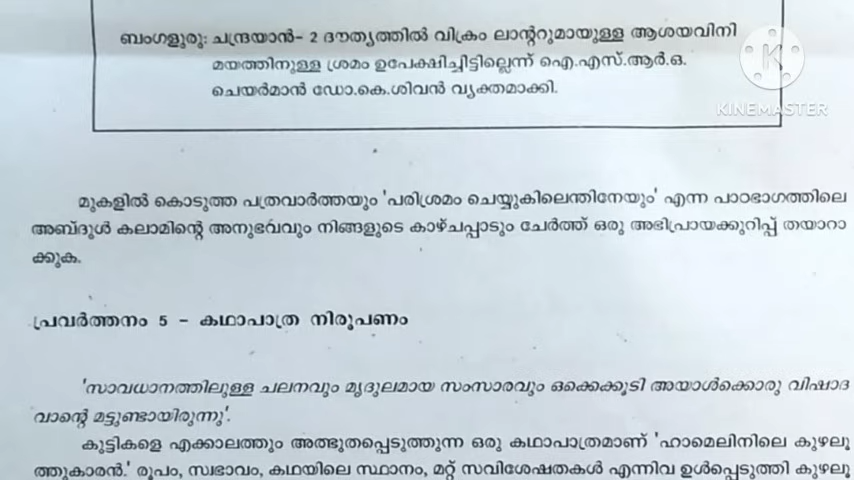 ബംഗളൂരു: ചന്ദ്രയാൻ- 2 ദൗത്യത്തിൽ വിക്രം ലാന്ററുമായുള്ള ആശയവിനി
മയത്തിനുള്ള ശ്രമം ഉപേക്ഷിച്ചിട്ടില്ലെന്ന് ഐ.എസ്.ആർ.ഒ.
ചെയർമാൻ ഡോ.കെ.ശിവൻ വ്യക്തമാക്കി.
KINEMASTER
മുകളിൽ കൊടുത്ത പത്രവാർത്തയും 'പരിശ്രമം ചെയ്യുകിലെന്തിനേയും' എന്ന പാഠഭാഗത്തിലെ
അബ്ദുൾ കലാമിന്റെ അനുഭവവും നിങ്ങളുടെ കാഴ്ചപ്പാടും ചേർത്ത് ഒരു അഭിപ്രായക്കുറിപ്പ് തയാറാ
ക്കുക.
പ്രവർത്തനം 5 - കഥാപാത്ര നിരൂപണം
'സാവധാനത്തിലുള്ള ചലനവും മൃദുലമായ സംസാരവും ഒക്കെക്കൂടി അയാൾക്കൊരു വിഷാദ
വാന്റെ മട്ടുണ്ടായിരുന്നു'.
കുട്ടികളെ എക്കാലത്തും അത്ഭുതപ്പെടുത്തുന്ന ഒരു കഥാപാത്രമാണ് 'ഹാമെലിനിലെ കുഴലൂ
ത്തുകാരൻ.' രൂപം, സ്വഭാവം, കഥയിലെ സ്ഥാനം, മറ്റ് സവിശേഷതകൾ എന്നിവ ഉൾപ്പെടുത്തി കുഴലൂ